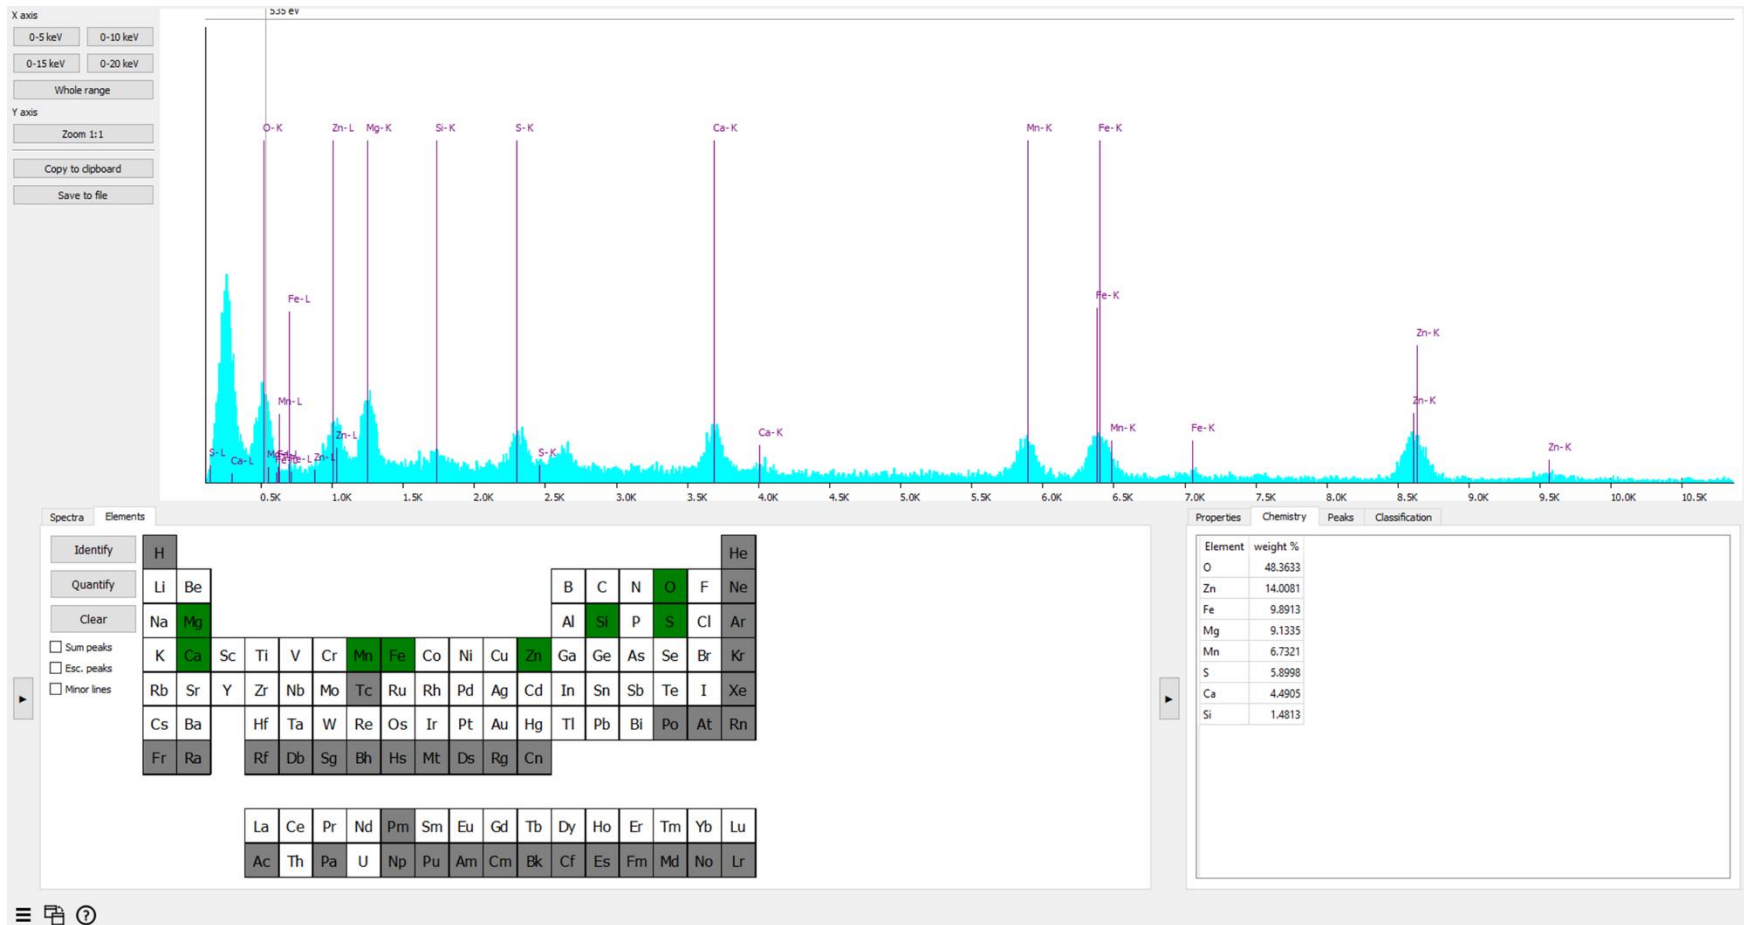 X axis
535 eV
0-5 keV 0-10 keV
0-15 keV 0-20 keV
Whole range
Y axis
Zoom 1:1
Copy to clipboard
Save to file
O-K Zn-L Mg-K Si-K S-K Ca-K Mn-K Fe-K
Fe-L Fe-K
Zn-K
Mn-L Zn-K
Zn-L Ca-K Mn-K Fe-K
S-L Ca-L Zn-L S-K Zn-K
0.5K 1.0K 1.5K 2.0K 2.5K 3.0K 3.5K 4.0K 4.5K 5.0K 5.5K 6.0K 6.5K 7.0K 7.5K 8.0K 8.5K 9.0K 9.5K 10.0K 10.5K
Spectra Elements
Identify
Quantify
Clear
Sum peaks
Esc. peaks
Minor lines
H He
Li Be B C N O F Ne
Na Mg Al Si P S Cl Ar
K Ca Sc Ti V Cr Mn Fe Co Ni Cu Zn Ga Ge As Se Br Kr
Rb Sr Y Zr Nb Mo Tc Ru Rh Pd Ag Cd In Sn Sb Te I Xe
Cs Ba Hf Ta W Re Os Ir Pt Au Hg Tl Pb Bi Po At Rn
Fr Ra Rf Db Sg Bh Hs Mt Ds Rg Cn
La Ce Pr Nd Pm Sm Eu Gd Tb Dy Ho Er Tm Yb Lu
Ac Th Pa U Np Pu Am Cm Bk Cf Es Fm Md No Lr
Properties Chemistry Peaks Classification
Element weight %
O 48.3633
Zn 14.0081
Fe 9.8913
Mg 9.1335
Mn 6.7321
S 5.8998
Ca 4.4905
Si 1.4813